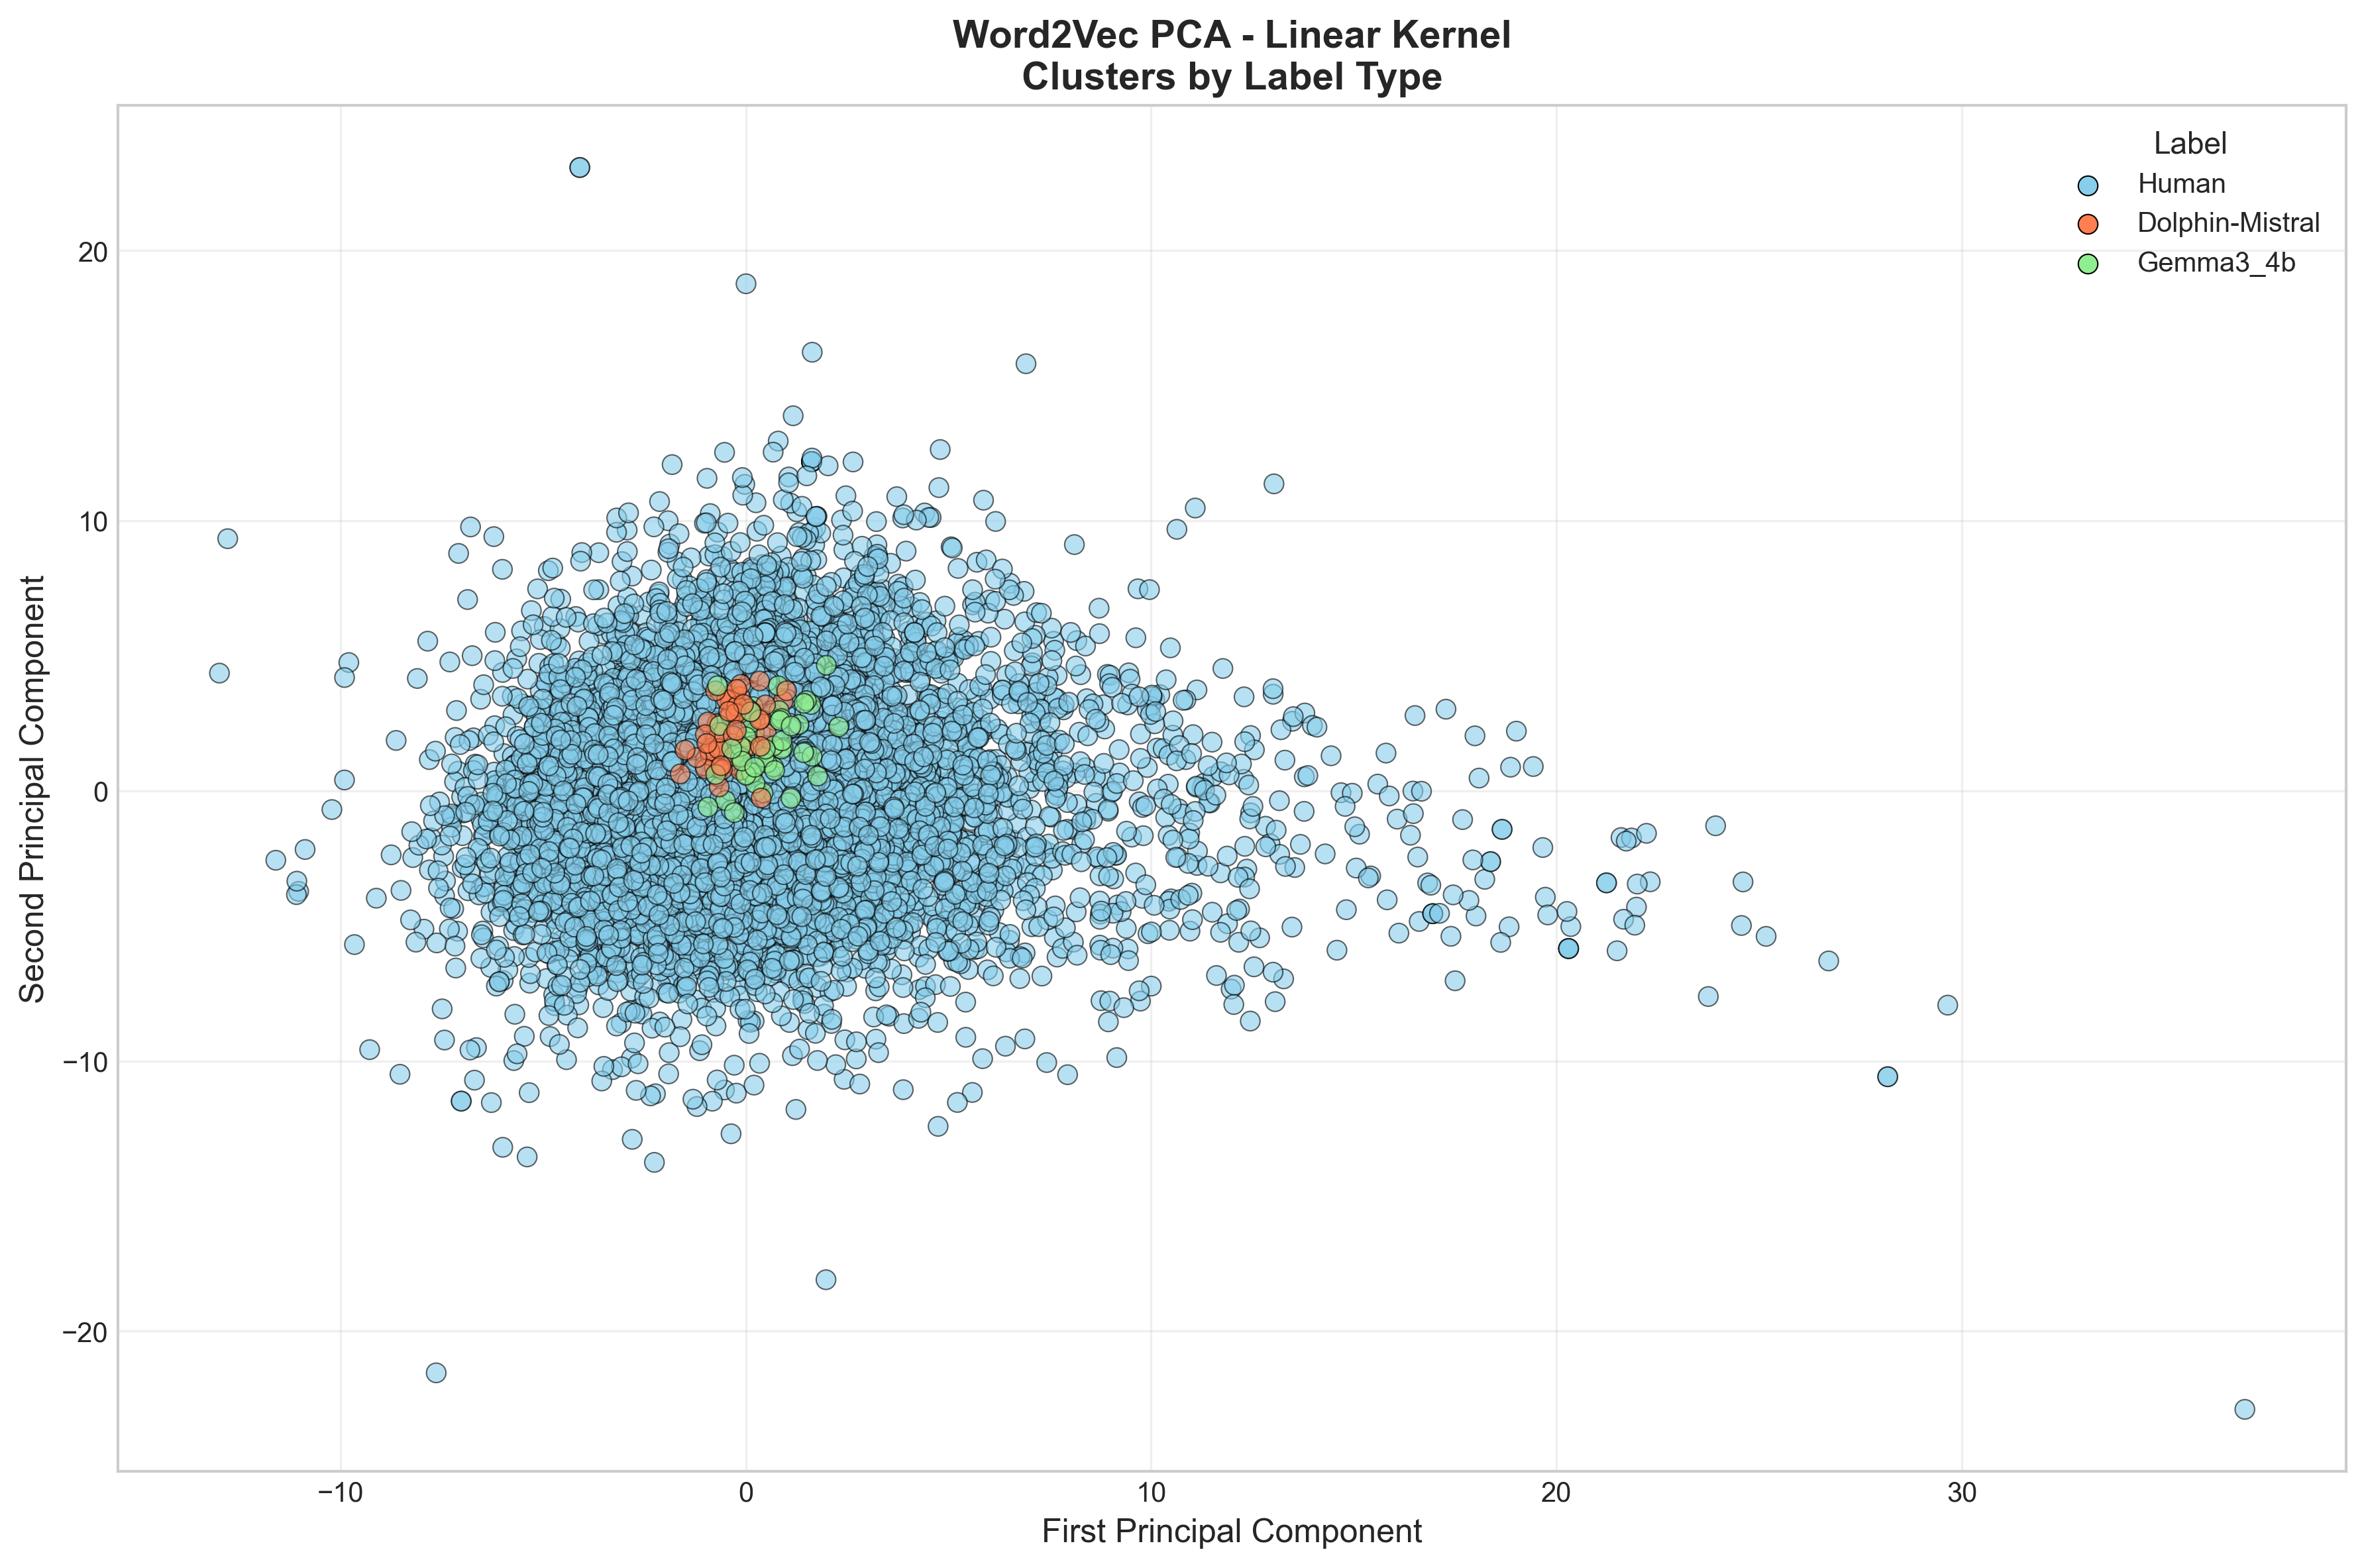 Word2Vec PCA - Linear Kernel
Clusters by Label Type
Label
Human
Dolphin-Mistral
Gemma3_4b
20
10
0
−10
−20
Second Principal Component
−10
0
10
20
30
First Principal Component